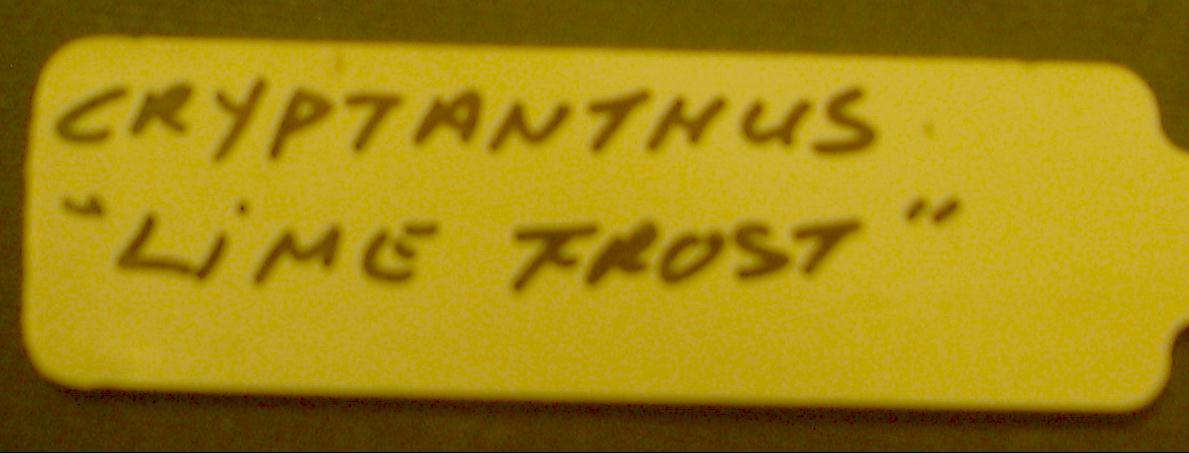 CRYPTANTHUS
"LiME FROST"